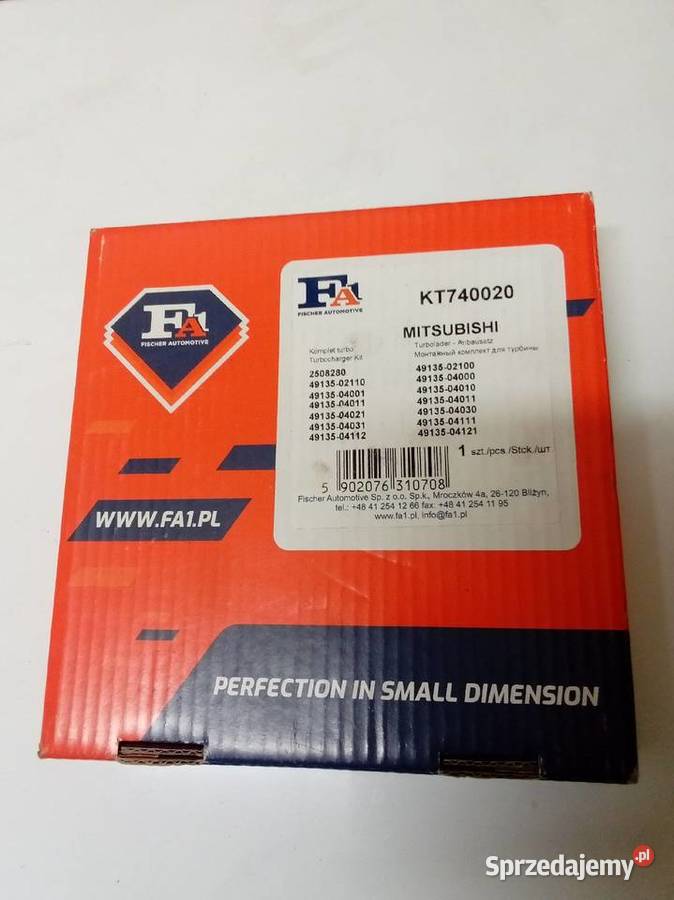 FA1
FISCHER AUTOMOTIVE
FA1
FISCHER AUTOMOTIVE
KT740020
MITSUBISHI
Komplet turbo
Turbocharger Kit
Turbolader - Anbausatz
Монтажный комплект для турбины
2508280
49135-02110
49135-04001
49135-04011
49135-04021
49135-04031
49135-04112
49135-02100
49135-04000
49135-04010
49135-04011
49135-04030
49135-04111
49135-04121
1 szt./pcs./Stck./шт
5 902076 310708
Fischer Automotive Sp. z o.o. Sp.k., Mroczków 4a, 26-120 Bliżyn,
tel.: +48 41 254 12 66 fax: +48 41 254 11 95
www.fa1.pl, info@fa1.pl
WWW.FA1.PL
PERFECTION IN SMALL DIMENSION
Sprzedajemy.pl